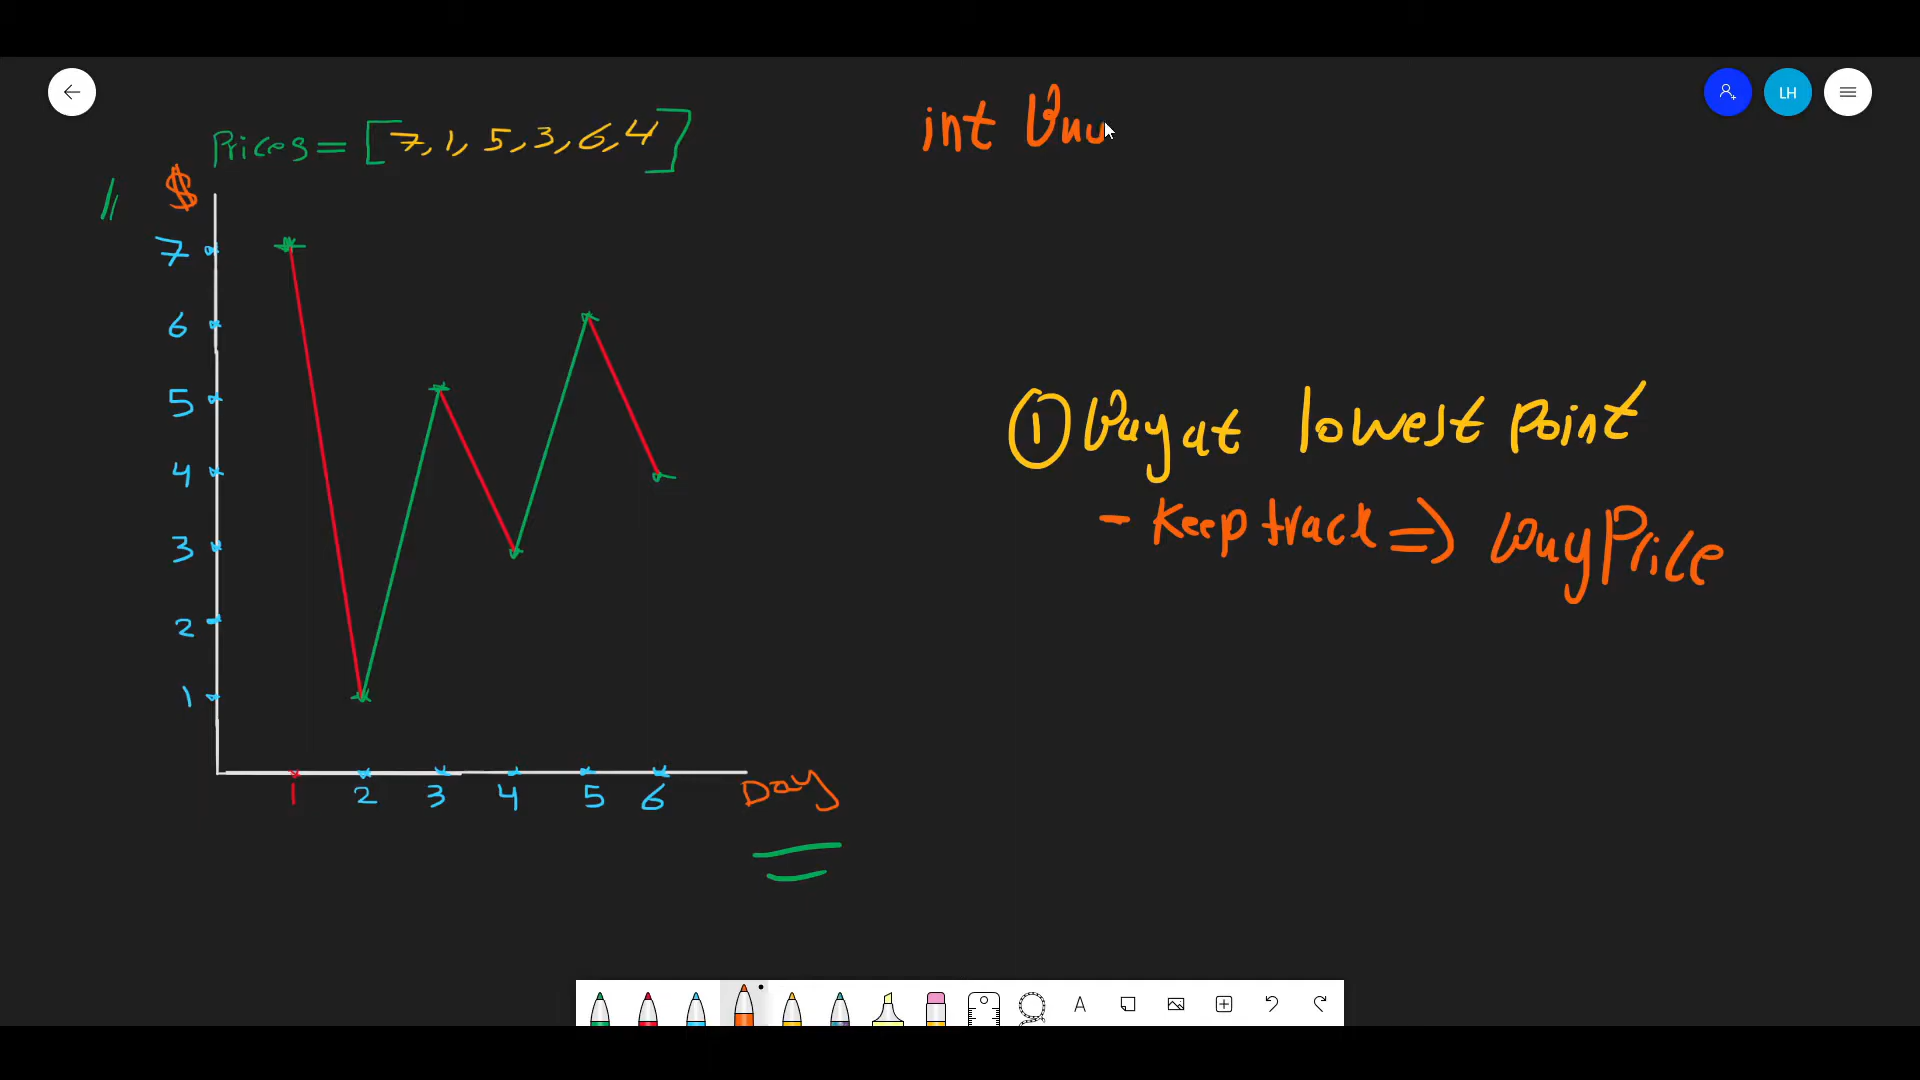 Prices = [7, 1, 5, 3, 6, 4]
$
7
6
5
4
3
2
1
1 2 3 4 5 6 Day
int Buy
① Buy at lowest Point
- Keep track => buyPrice
LH
A